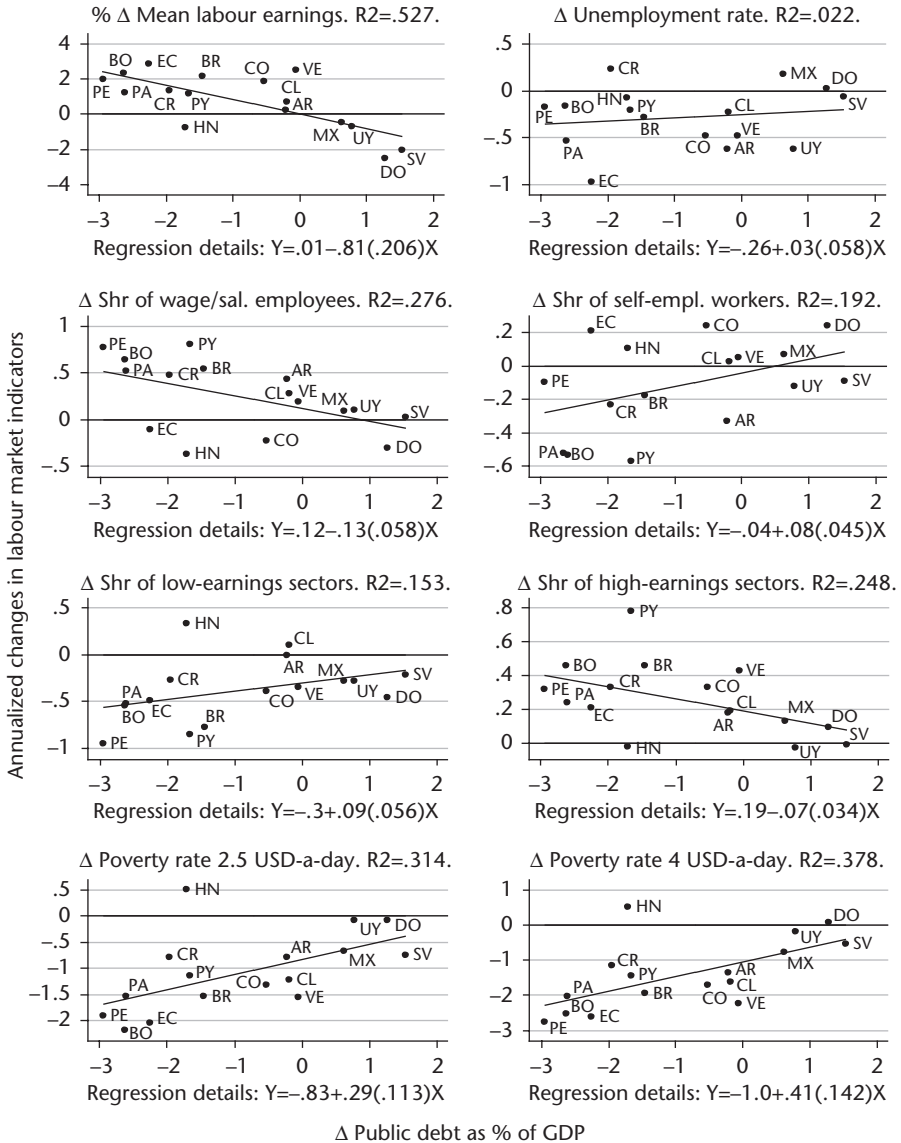 % Δ Mean labour earnings. R2=.527.
4
2
0
−2
−4
PE
BO
PA
EC
CR
PY
HN
BR
CO
VE
CL
AR
MX
UY
DO
SV
−3 −2 −1 0 1 2
Regression details: Y=.01−.81(.206)X
Δ Unemployment rate. R2=.022.
.5
0
−.5
−1
PE
BO
PA
EC
CR
HN
PY
BR
CO
CL
VE
AR
MX
UY
DO
SV
−3 −2 −1 0 1 2
Regression details: Y=−.26+.03(.058)X
Δ Shr of wage/sal. employees. R2=.276.
1
.5
0
−.5
PE
BO
PA
EC
CR
PY
HN
BR
CO
AR
CL
VE
MX
UY
DO
SV
−3 −2 −1 0 1 2
Regression details: Y=.12−.13(.058)X
Δ Shr of self-empl. workers. R2=.192.
.2
0
−.2
−.4
−.6
PE
PA
BO
EC
CR
HN
PY
BR
CO
CL
VE
AR
MX
UY
DO
SV
−3 −2 −1 0 1 2
Regression details: Y=−.04+.08(.045)X
Δ Shr of low-earnings sectors. R2=.153.
.5
0
−.5
−1
PE
PA
BO
EC
CR
HN
PY
BR
CO
CL
AR
VE
MX
UY
DO
SV
−3 −2 −1 0 1 2
Regression details: Y=−.3+.09(.056)X
Δ Shr of high-earnings sectors. R2=.248.
.8
.6
.4
.2
0
PE
BO
PA
EC
CR
PY
HN
BR
CO
VE
CL
AR
MX
UY
DO
SV
−3 −2 −1 0 1 2
Regression details: Y=.19−.07(.034)X
Δ Poverty rate 2.5 USD-a-day. R2=.314.
.5
0
−.5
−1
−1.5
−2
PE
PA
BO
EC
CR
HN
PY
BR
CO
AR
CL
VE
MX
UY
DO
SV
−3 −2 −1 0 1 2
Regression details: Y=−.83+.29(.113)X
Δ Poverty rate 4 USD-a-day. R2=.378.
1
0
−1
−2
−3
PE
PA
BO
EC
CR
HN
PY
BR
CO
AR
CL
VE
MX
UY
DO
SV
−3 −2 −1 0 1 2
Regression details: Y=−1.0+.41(.142)X
Annualized changes in labour market indicators
Δ Public debt as % of GDP